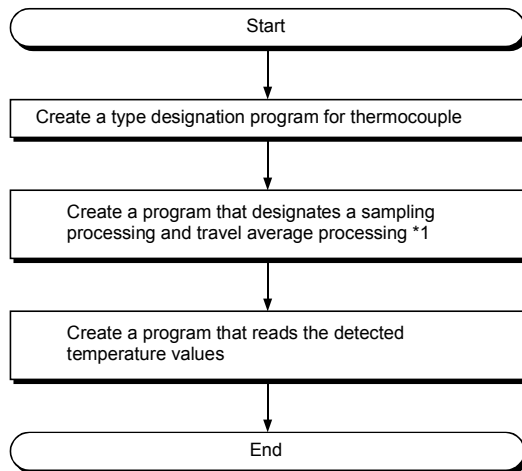 Start
Create a type designation program for thermocouple
Create a program that designates a sampling
processing and travel average processing *1
Create a program that reads the detected
temperature values
End